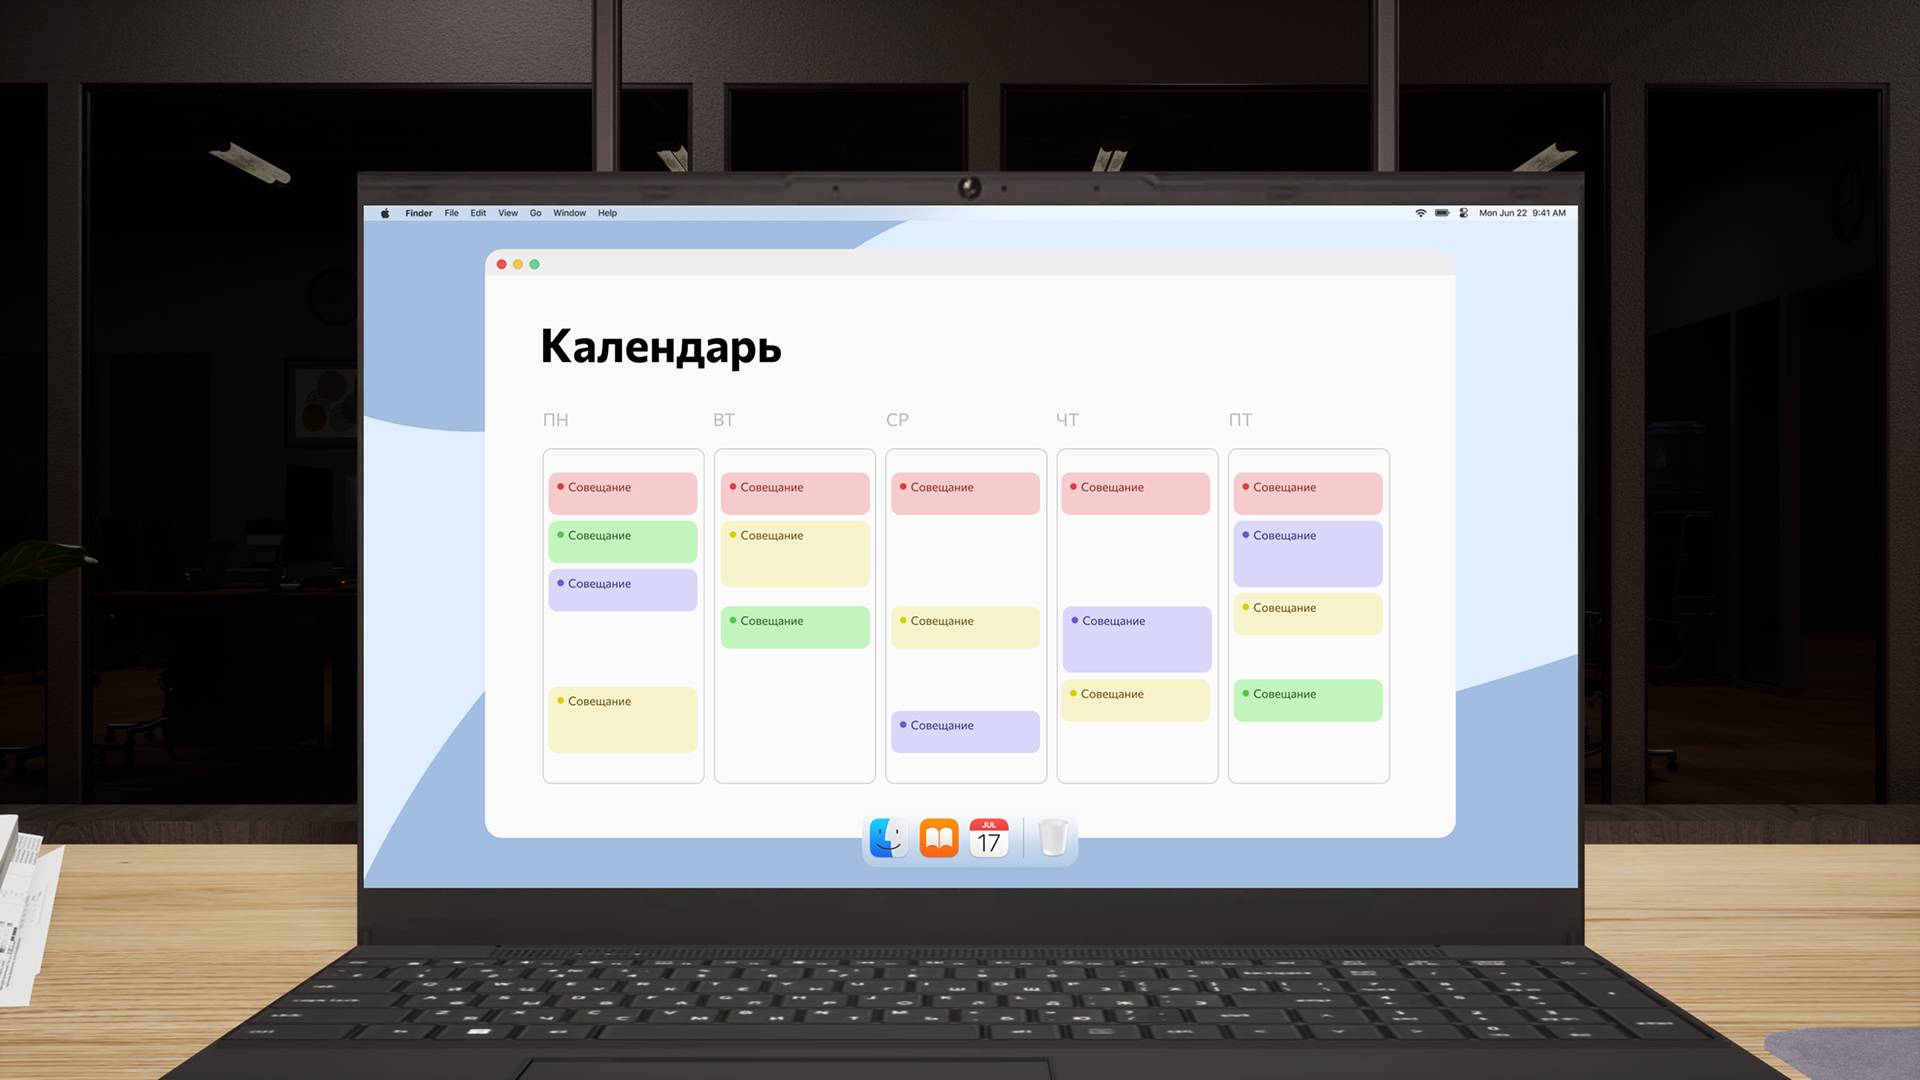 Finder File Edit View Go Window Help
Mon Jun 22 9:41 AM
Календарь
ПН ВТ СР ЧТ ПТ
Совещание Совещание Совещание Совещание Совещание
Совещание Совещание Совещание
Совещание
Совещание
Совещание Совещание Совещание
Совещание
Совещание Совещание
Совещание
Совещание
JUL
17